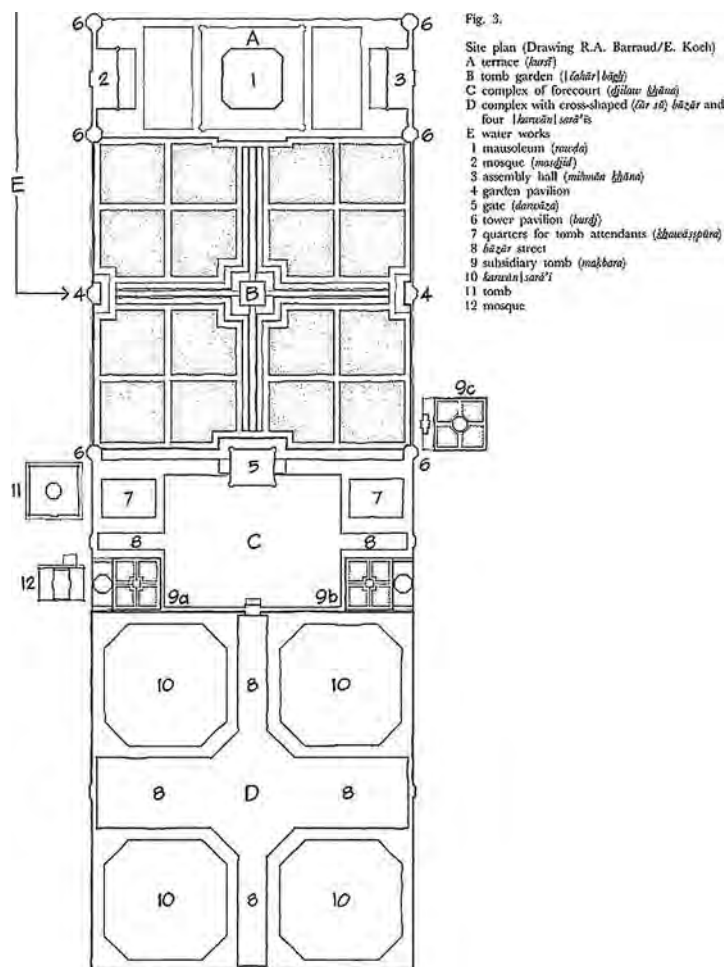 6
A
6
2
1
3
6
6
E
4
B
4
9c
6
5
6
11
7
7
8
C
8
12
9a
9b
10
8
10
8
D
8
10
8
10
Fig. 3.
Site plan (Drawing R.A. Barraud/E. Koch)
A terrace (kursī)
B tomb garden (|čahār| bāgh)
C complex of forecourt (djilaw khāna)
D complex with cross-shaped (čār sū) bāzār and
four |karwān| sarā'īs
E water works
1 mausoleum (rawḍa)
2 mosque (masdjid)
3 assembly hall (mihmān khāna)
4 garden pavilion
5 gate (darwāza)
6 tower pavilion (burdj)
7 quarters for tomb attendants (khawāṣṣpūra)
8 bāzār street
9 subsidiary tomb (maḳbara)
10 karwān|sarā'ī
11 tomb
12 mosque